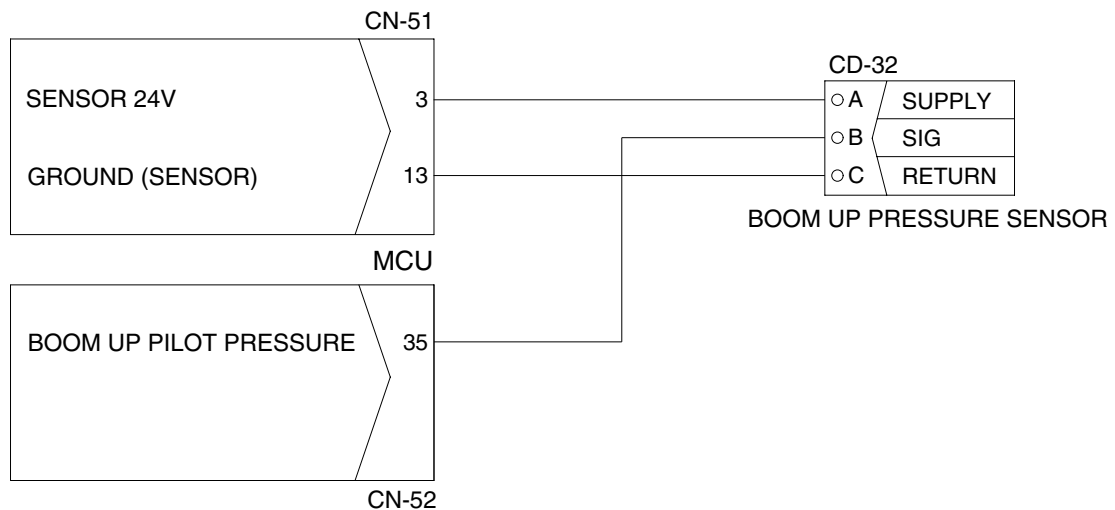 CN-51
SENSOR 24V
3
GROUND (SENSOR)
13
MCU
BOOM UP PILOT PRESSURE
35
CN-52
CD-32
A SUPPLY
B SIG
C RETURN
BOOM UP PRESSURE SENSOR